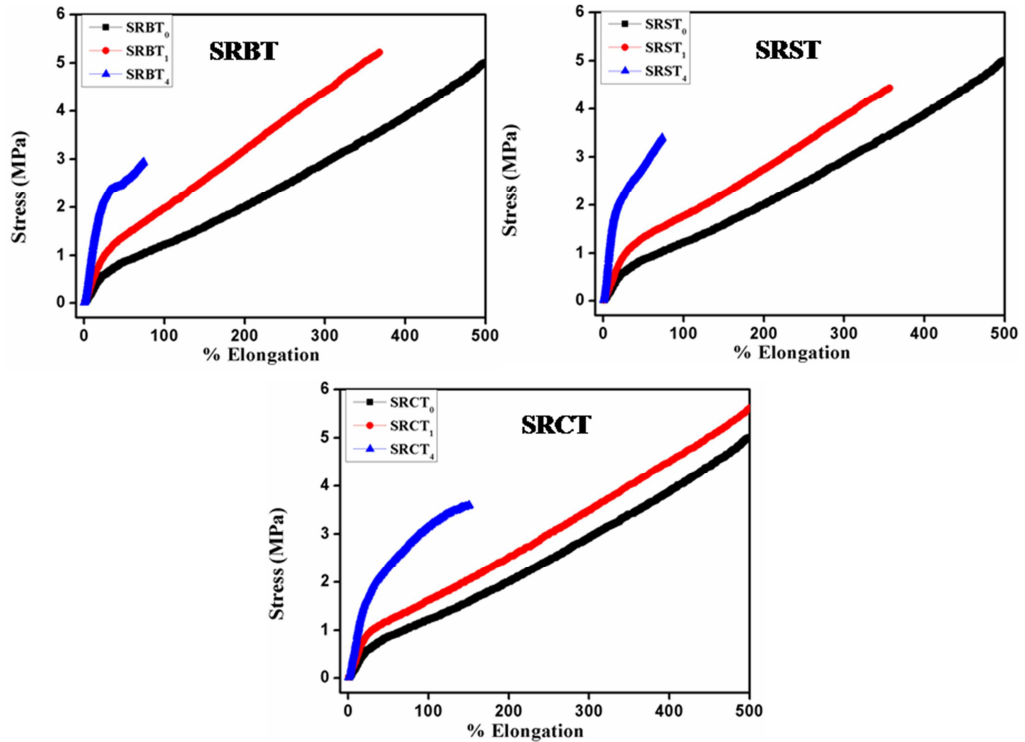 SRBT
SRBT₀
SRBT₁
SRBT₄
Stress (MPa)
6
5
4
3
2
1
0
0 100 200 300 400 500
% Elongation
SRST
SRST₀
SRST₁
SRST₄
Stress (MPa)
6
5
4
3
2
1
0
0 100 200 300 400 500
% Elongation
SRCT
SRCT₀
SRCT₁
SRCT₄
Stress (MPa)
6
5
4
3
2
1
0
0 100 200 300 400 500
% Elongation